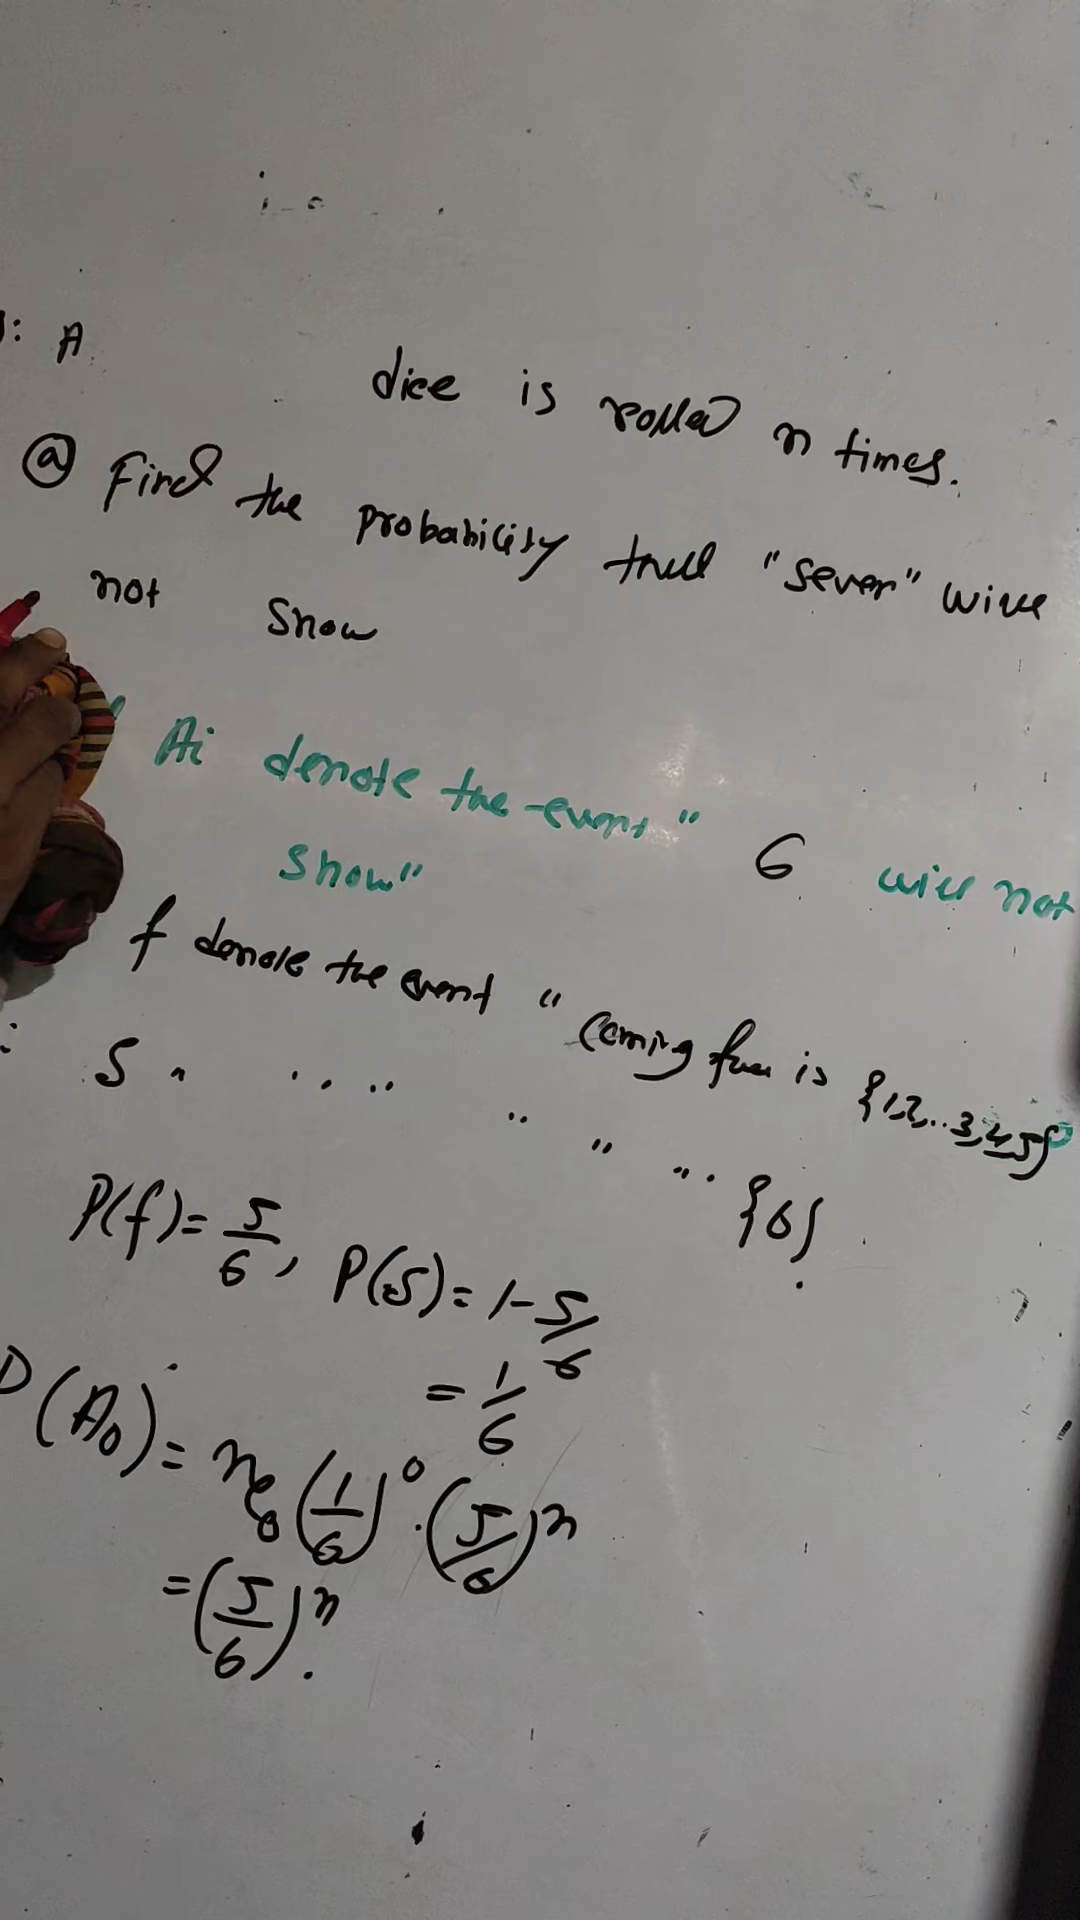 : A dice is rolled n times.
ⓐ Find the probability that "seven" will
not show
Ai denote the event " 6 will not
show"
f denote the event " Coming face is {1,2,..3,4,5}
S " .. .. " " " .. {6}.
P(f)= 5/6, P(S)= 1-5/6
= 1/6
P(A₀)= nC₀ (1/6)⁰ . (5/6)ⁿ
= (5/6)ⁿ.